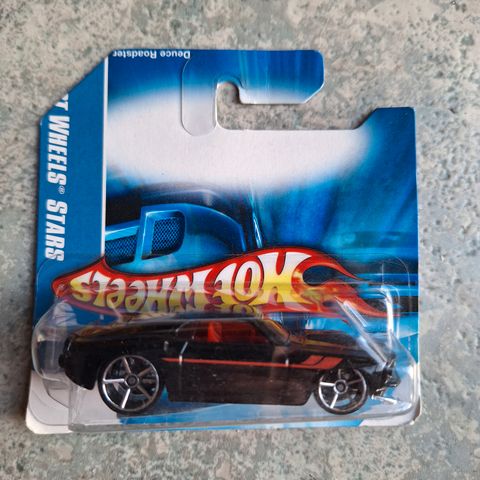 Deuce Roadster
T WHEELS® STARS
HOT WHEELS